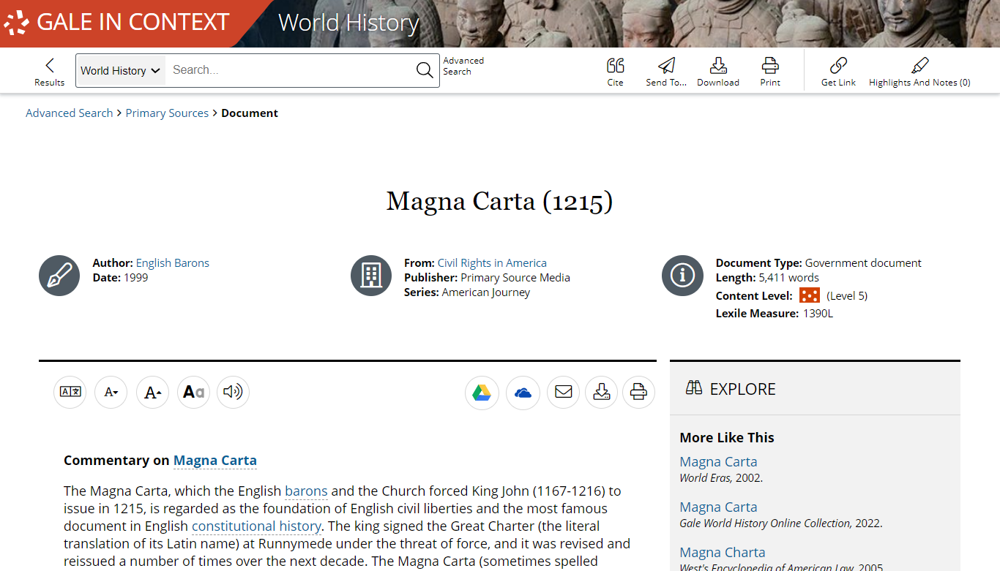 GALE IN CONTEXT
World History
Results
World History
Search...
Advanced
Search
Cite
Send To...
Download
Print
Get Link
Highlights And Notes (0)
Advanced Search > Primary Sources > Document
Magna Carta (1215)
Author: English Barons
Date: 1999
From: Civil Rights in America
Publisher: Primary Source Media
Series: American Journey
Document Type: Government document
Length: 5,411 words
Content Level: (Level 5)
Lexile Measure: 1390L
A
A
Aa
Commentary on Magna Carta
The Magna Carta, which the English barons and the Church forced King John (1167-1216) to
issue in 1215, is regarded as the foundation of English civil liberties and the most famous
document in English constitutional history. The king signed the Great Charter (the literal
translation of its Latin name) at Runnymede under the threat of force, and it was revised and
reissued a number of times over the next decade. The Magna Carta (sometimes spelled
EXPLORE
More Like This
Magna Carta
World Eras, 2002.
Magna Carta
Gale World History Online Collection, 2022.
Magna Charta
West's Encyclopedia of American Law, 2005.